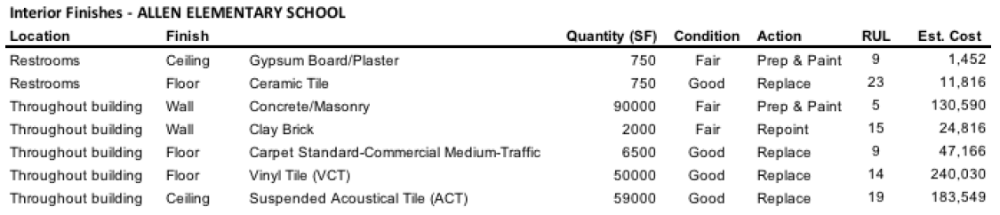 Interior Finishes - ALLEN ELEMENTARY SCHOOL
Location Finish Quantity (SF) Condition Action RUL Est. Cost
Restrooms Ceiling Gypsum Board/Plaster 750 Fair Prep & Paint 9 1,452
Restrooms Floor Ceramic Tile 750 Good Replace 23 11,816
Throughout building Wall Concrete/Masonry 90000 Fair Prep & Paint 5 130,590
Throughout building Wall Clay Brick 2000 Fair Repoint 15 24,816
Throughout building Floor Carpet Standard-Commercial Medium-Traffic 6500 Good Replace 9 47,166
Throughout building Floor Vinyl Tile (VCT) 50000 Good Replace 14 240,030
Throughout building Ceiling Suspended Acoustical Tile (ACT) 59000 Good Replace 19 183,549